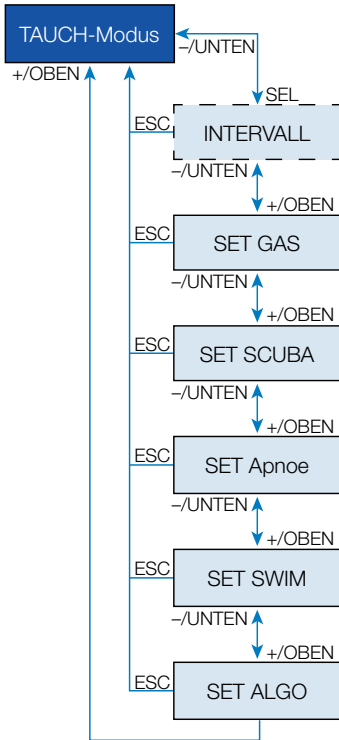 TAUCH-Modus
–/UNTEN
+/OBEN
SEL
ESC
INTERVALL
–/UNTEN
+/OBEN
ESC
SET GAS
–/UNTEN
+/OBEN
ESC
SET SCUBA
–/UNTEN
+/OBEN
ESC
SET Apnoe
–/UNTEN
+/OBEN
ESC
SET SWIM
–/UNTEN
+/OBEN
ESC
SET ALGO